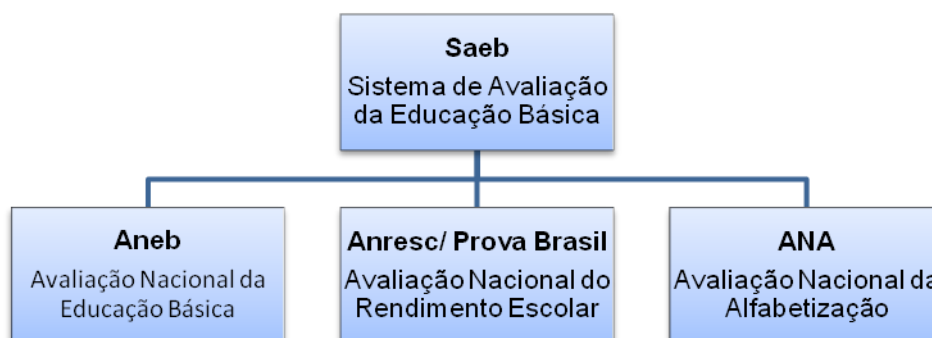 Saeb
Sistema de Avaliação
da Educação Básica
Aneb
Avaliação Nacional da
Educação Básica
Anresc/ Prova Brasil
Avaliação Nacional do
Rendimento Escolar
ANA
Avaliação Nacional da
Alfabetização